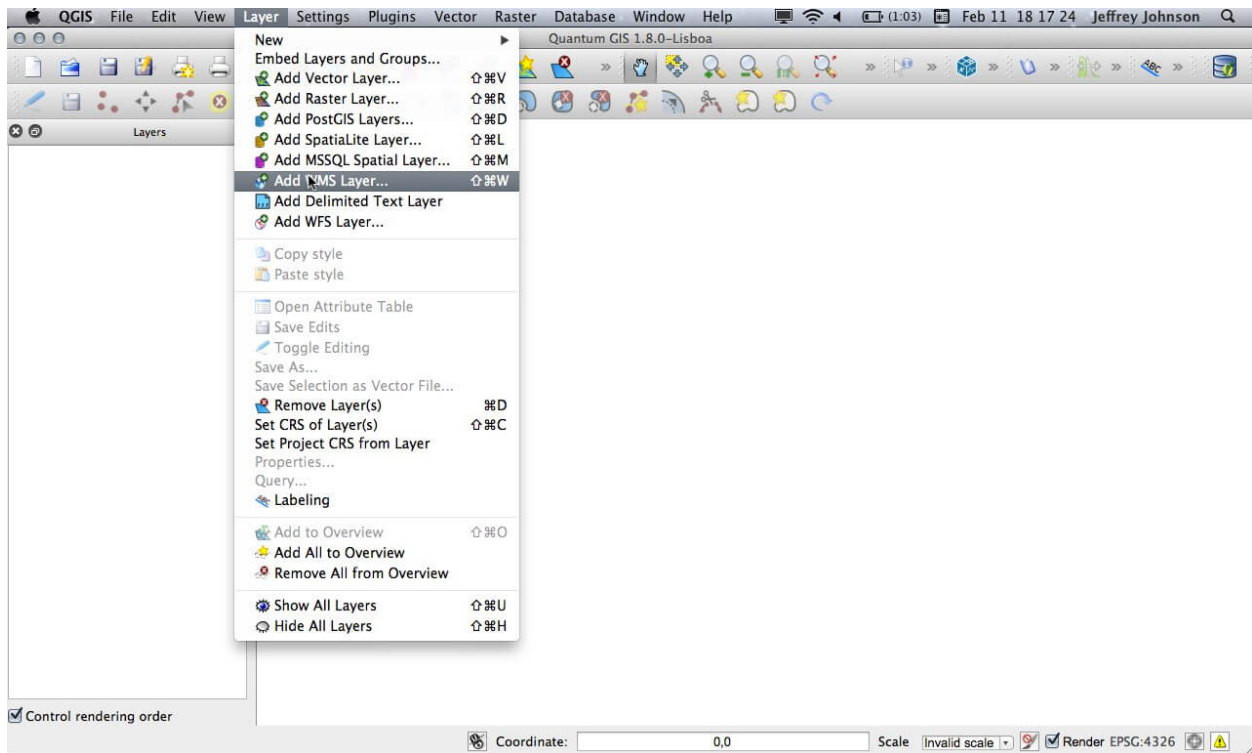 QGIS File Edit View Layer Settings Plugins Vector Raster Database Window Help (1:03) Feb 11 18 17 24 Jeffrey Johnson
Quantum GIS 1.8.0-Lisboa
Layers
New
Embed Layers and Groups...
Add Vector Layer... ⇧⌘V
Add Raster Layer... ⇧⌘R
Add PostGIS Layers... ⇧⌘D
Add SpatiaLite Layer... ⇧⌘L
Add MSSQL Spatial Layer... ⇧⌘M
Add WMS Layer... ⇧⌘W
Add Delimited Text Layer
Add WFS Layer...
Copy style
Paste style
Open Attribute Table
Save Edits
Toggle Editing
Save As...
Save Selection as Vector File...
Remove Layer(s) ⌘D
Set CRS of Layer(s) ⇧⌘C
Set Project CRS from Layer
Properties...
Query...
Labeling
Add to Overview ⇧⌘O
Add All to Overview
Remove All from Overview
Show All Layers ⇧⌘U
Hide All Layers ⇧⌘H
Control rendering order
Coordinate: 0,0 Scale Invalid scale Render EPSG:4326